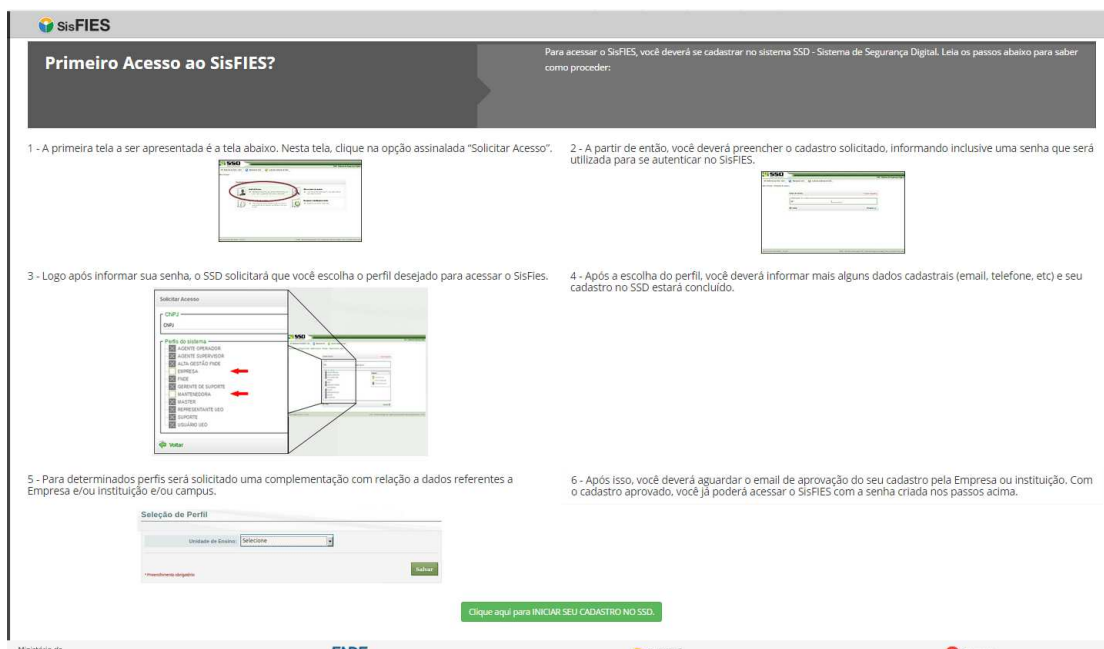 SisFIES
Primeiro Acesso ao SisFIES?
Para acessar o SisFIES, você deverá se cadastrar no sistema SSD - Sistema de Segurança Digital. Leia os passos abaixo para saber
como proceder:
1 - A primeira tela a ser apresentada é a tela abaixo. Nesta tela, clique na opção assinalada "Solicitar Acesso".
SSD
2 - A partir de então, você deverá preencher o cadastro solicitado, informando inclusive uma senha que será
utilizada para se autenticar no SisFIES.
SSD
3 - Logo após informar sua senha, o SSD solicitará que você escolha o perfil desejado para acessar o SisFies.
Solicitar Acesso
CNPJ
CNPJ
Perfis do sistema
AGENTE OPERADOR
AGENTE SUPERVISOR
ALTA GESTÃO FNDE
EMPRESA
FNDE
GERENTE DE SUPORTE
MANTENEDORA
MASTER
REPRESENTANTE UEO
SUPORTE
USUÁRIO UEO
Voltar
SSD
4 - Após a escolha do perfil, você deverá informar mais alguns dados cadastrais (email, telefone, etc) e seu
cadastro no SSD estará concluído.
5 - Para determinados perfis será solicitado uma complementação com relação a dados referentes a
Empresa e/ou instituição e/ou campus.
Seleção de Perfil
Unidade de Ensino: Selecione
* Preenchimento obrigatório
Salvar
6 - Após isso, você deverá aguardar o email de aprovação do seu cadastro pela Empresa ou instituição. Com
o cadastro aprovado, você já poderá acessar o SisFIES com a senha criada nos passos acima.
Clique aqui para INICIAR SEU CADASTRO NO SSD.
Ministério da